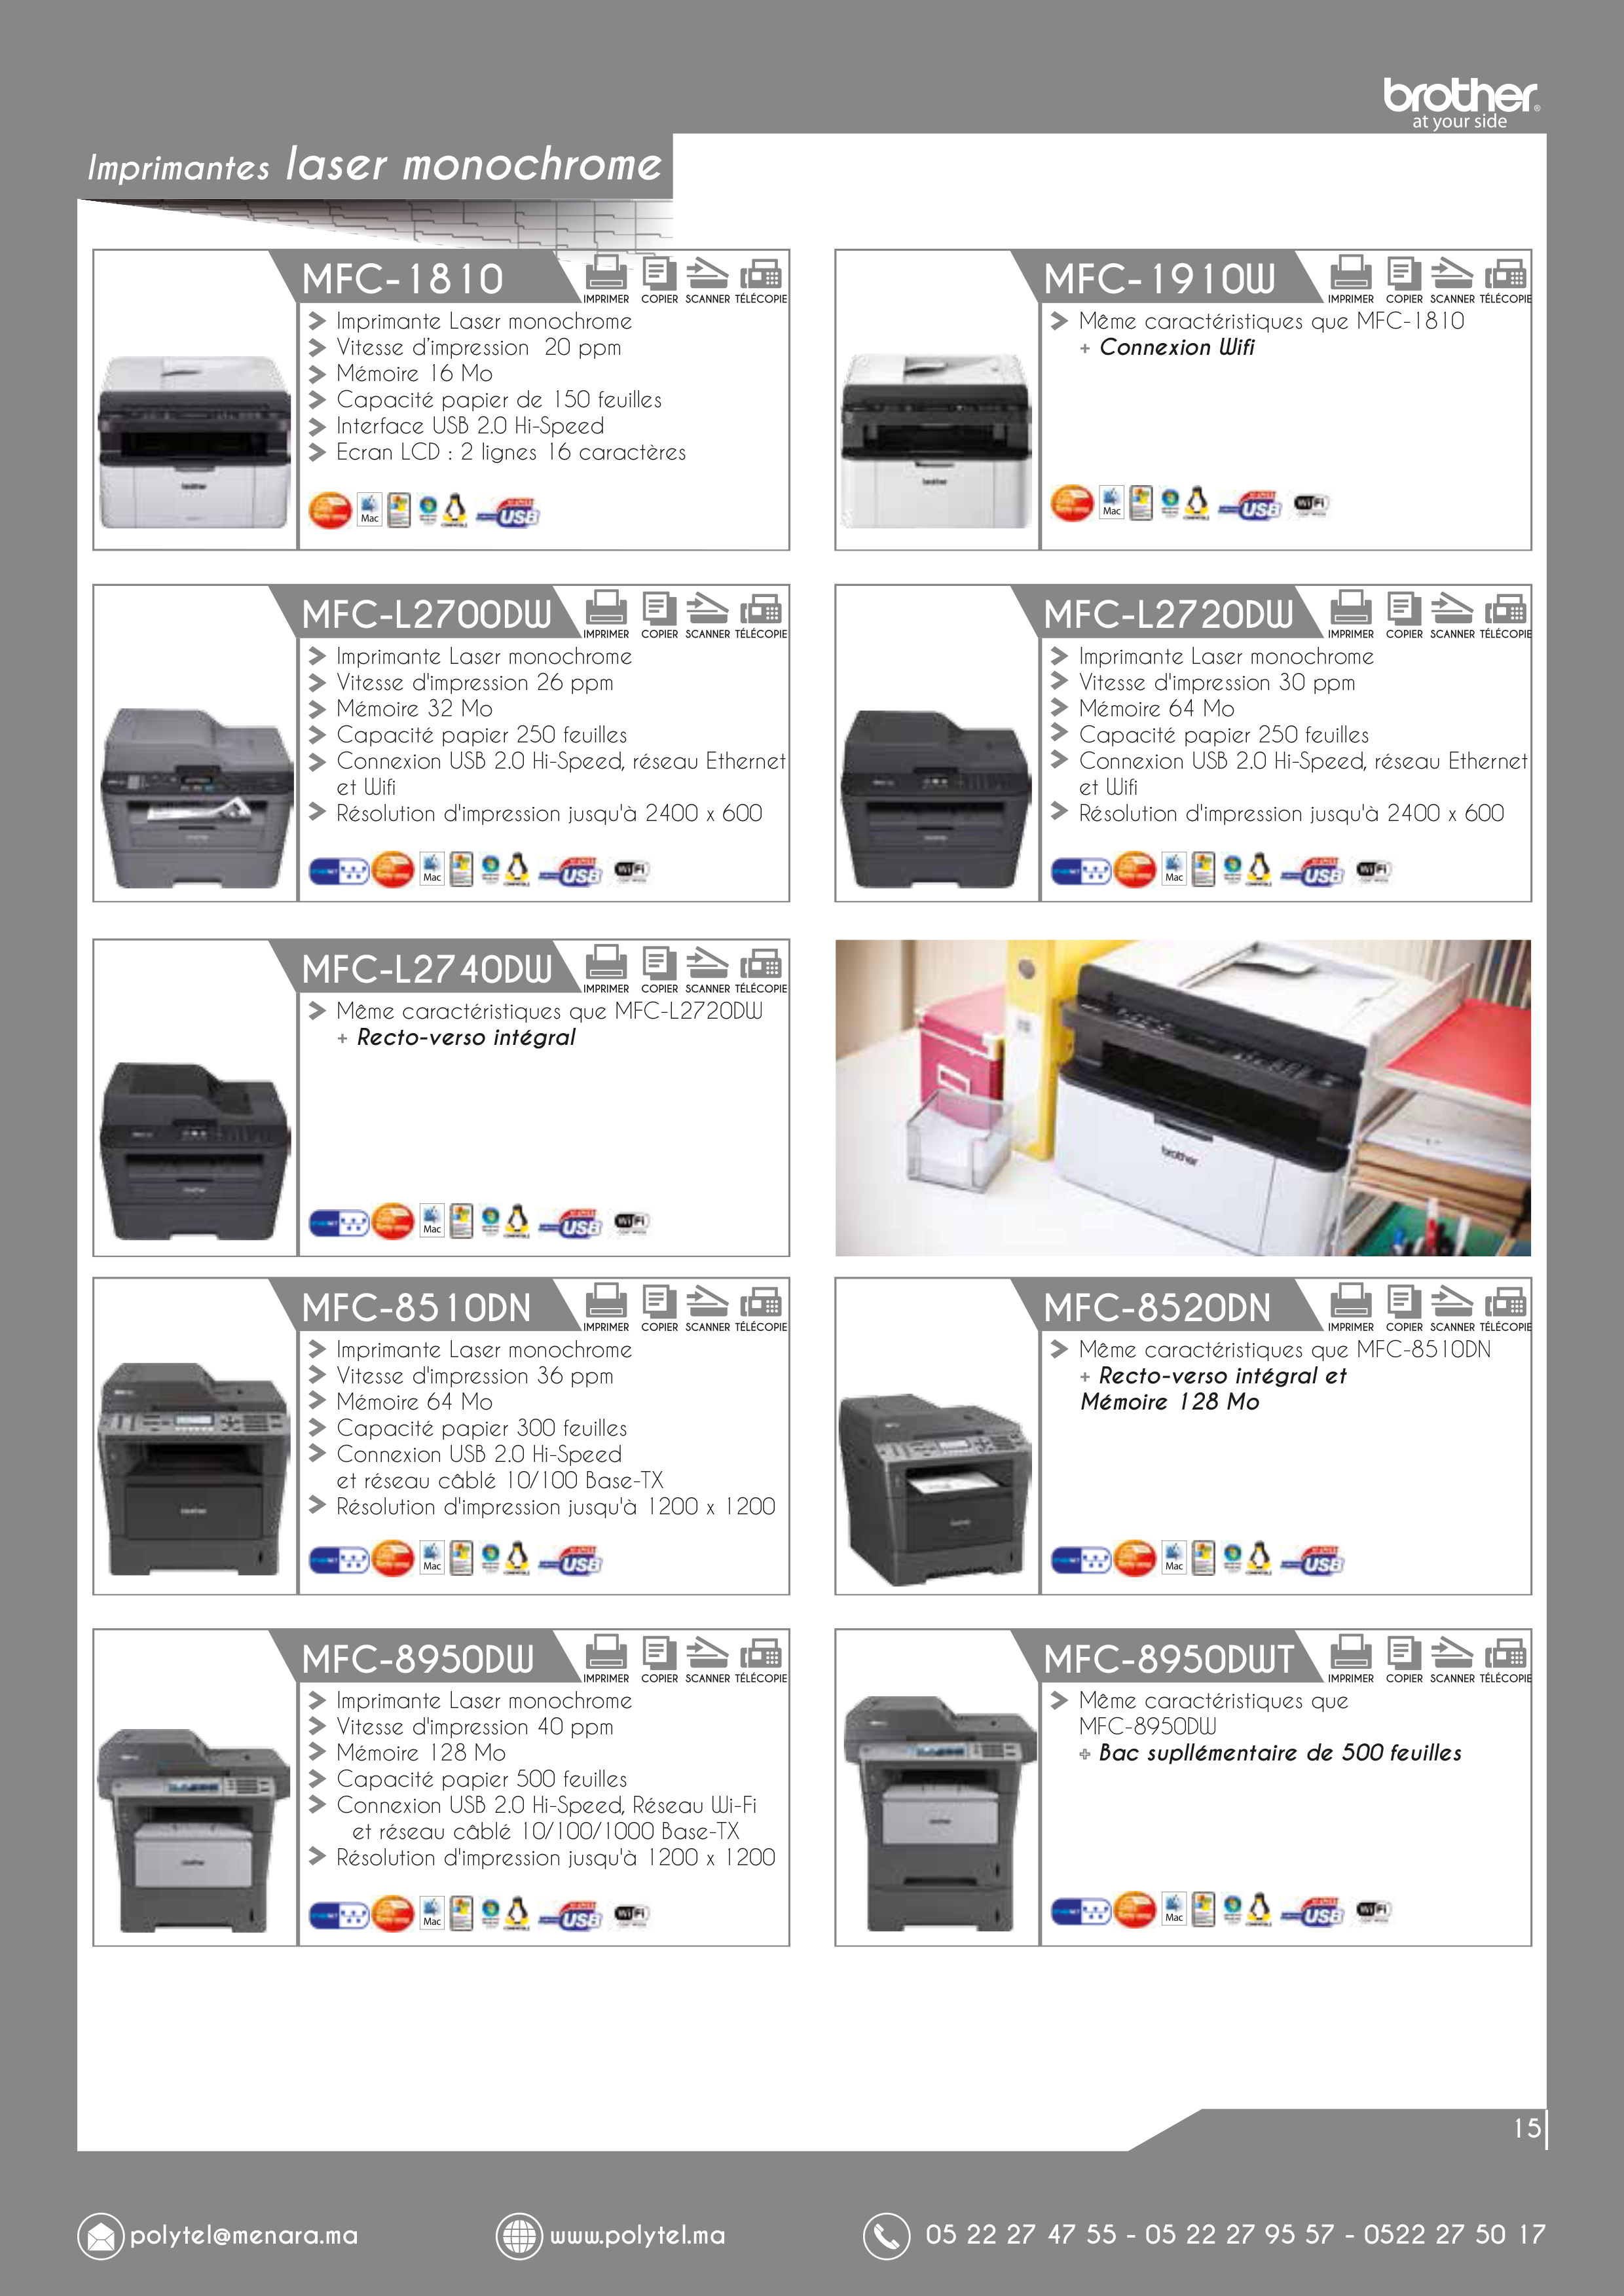 brother
at your side
Imprimantes laser monochrome
MFC-1810
IMPRIMER COPIER SCANNER TÉLÉCOPIE
Imprimante Laser monochrome
Vitesse d'impression 20 ppm
Mémoire 16 Mo
Capacité papier de 150 feuilles
Interface USB 2.0 Hi-Speed
Ecran LCD : 2 lignes 16 caractères
Mac
USB
MFC-1910W
IMPRIMER COPIER SCANNER TÉLÉCOPIE
Même caractéristiques que MFC-1810
+ Connexion Wifi
Mac
USB
WiFi
MFC-L2700DW
IMPRIMER COPIER SCANNER TÉLÉCOPIE
Imprimante Laser monochrome
Vitesse d'impression 26 ppm
Mémoire 32 Mo
Capacité papier 250 feuilles
Connexion USB 2.0 Hi-Speed, réseau Ethernet
et Wifi
Résolution d'impression jusqu'à 2400 x 600
Mac
USB
WiFi
MFC-L2720DW
IMPRIMER COPIER SCANNER TÉLÉCOPIE
Imprimante Laser monochrome
Vitesse d'impression 30 ppm
Mémoire 64 Mo
Capacité papier 250 feuilles
Connexion USB 2.0 Hi-Speed, réseau Ethernet
et Wifi
Résolution d'impression jusqu'à 2400 x 600
Mac
USB
WiFi
MFC-L2740DW
IMPRIMER COPIER SCANNER TÉLÉCOPIE
Même caractéristiques que MFC-L2720DW
+ Recto-verso intégral
Mac
USB
WiFi
brother
MFC-8510DN
IMPRIMER COPIER SCANNER TÉLÉCOPIE
Imprimante Laser monochrome
Vitesse d'impression 36 ppm
Mémoire 64 Mo
Capacité papier 300 feuilles
Connexion USB 2.0 Hi-Speed
et réseau câblé 10/100 Base-TX
Résolution d'impression jusqu'à 1200 x 1200
Mac
USB
MFC-8520DN
IMPRIMER COPIER SCANNER TÉLÉCOPIE
Même caractéristiques que MFC-8510DN
+ Recto-verso intégral et
Mémoire 128 Mo
Mac
USB
MFC-8950DW
IMPRIMER COPIER SCANNER TÉLÉCOPIE
Imprimante Laser monochrome
Vitesse d'impression 40 ppm
Mémoire 128 Mo
Capacité papier 500 feuilles
Connexion USB 2.0 Hi-Speed, Réseau Wi-Fi
et réseau câblé 10/100/1000 Base-TX
Résolution d'impression jusqu'à 1200 x 1200
Mac
USB
WiFi
MFC-8950DWT
IMPRIMER COPIER SCANNER TÉLÉCOPIE
Même caractéristiques que
MFC-8950DW
+ Bac supllémentaire de 500 feuilles
Mac
USB
WiFi
15
polytel@menara.ma
www.polytel.ma
05 22 27 47 55 - 05 22 27 95 57 - 0522 27 50 17